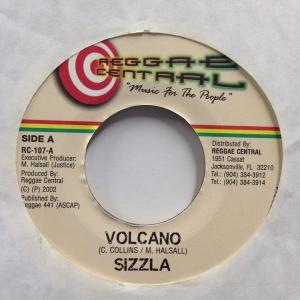 REGGAE
CENTRAL
"Music For The People"
SIDE A
RC-107-A
Executive Producer:
M. Halsall (Justice)
Produced By:
Reggae Central
C (P) 2002
Published By:
Reggae 441 (ASCAP)
Distributed By:
REGGAE CENTRAL
1951 Cassat
Jacksonville, FL 32210
Tel.: (904) 384-3912
Tel.: (904) 384-3914
VOLCANO
(C. COLLINS / M. HALSALL)
SIZZLA